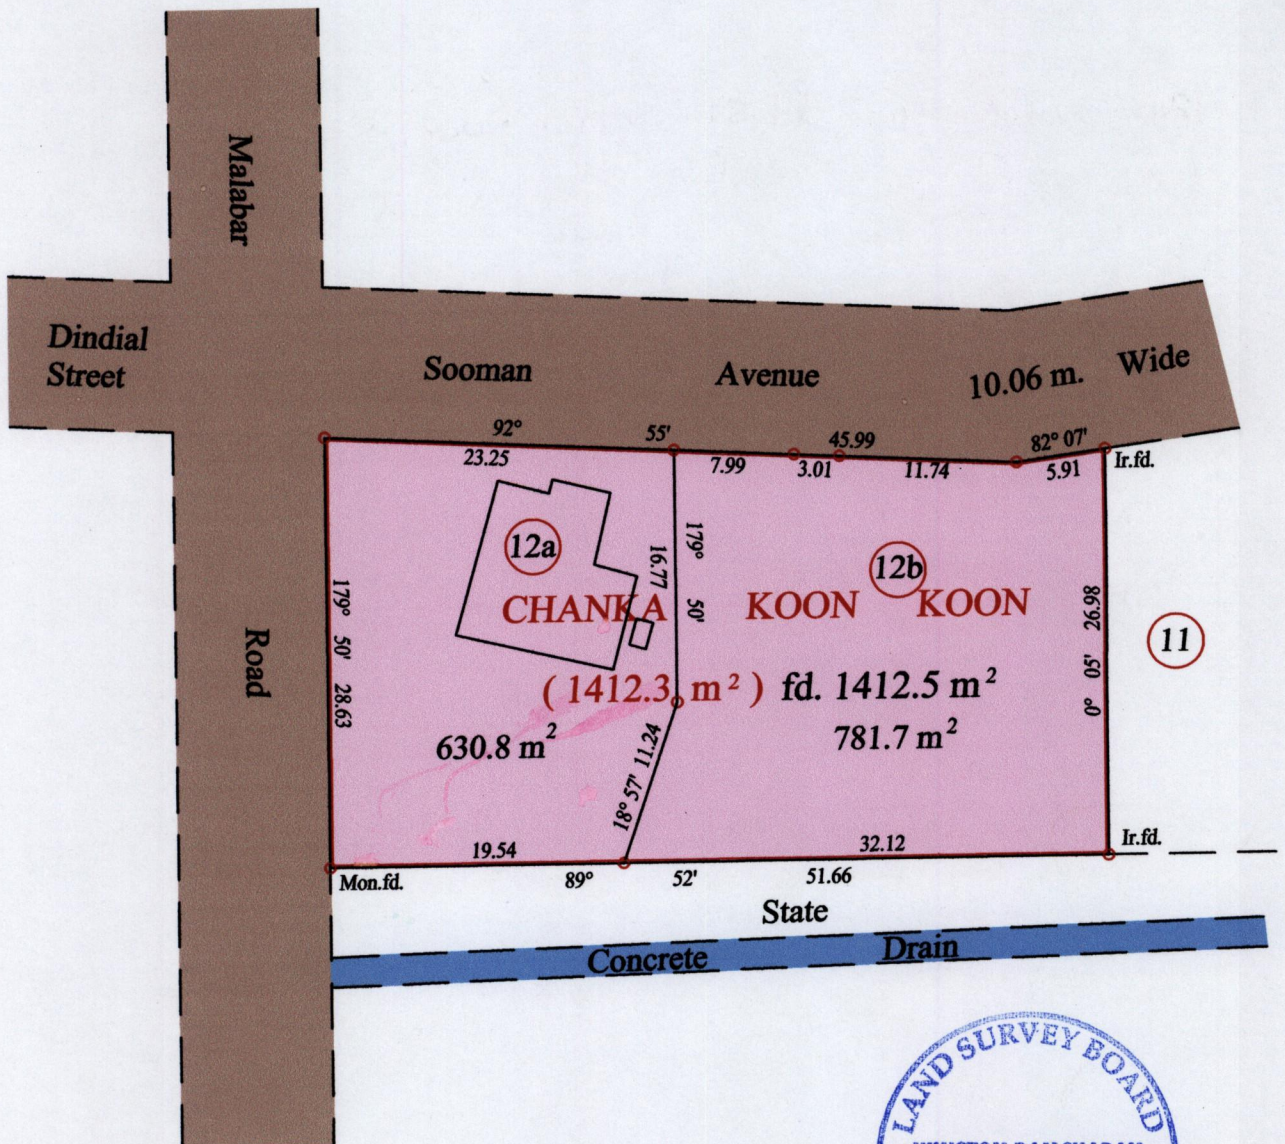 Malabar
Dindial
Street
Sooman Avenue 10.06 m. Wide
92° 55' 45.99 82° 07'
23.25 7.99 3.01 11.74 5.91 Ir.fd.
12a
12b
179° 50' 28.63
16.77
179° 50'
0° 05' 26.98
CHANKA KOON KOON
11
Road
( 1412.3 m² ) fd. 1412.5 m²
630.8 m²
781.7 m²
18° 57' 11.24
19.54 32.12 Ir.fd.
Mon.fd. 89° 52' 51.66
State
Concrete Drain
LAND SURVEY BOARD